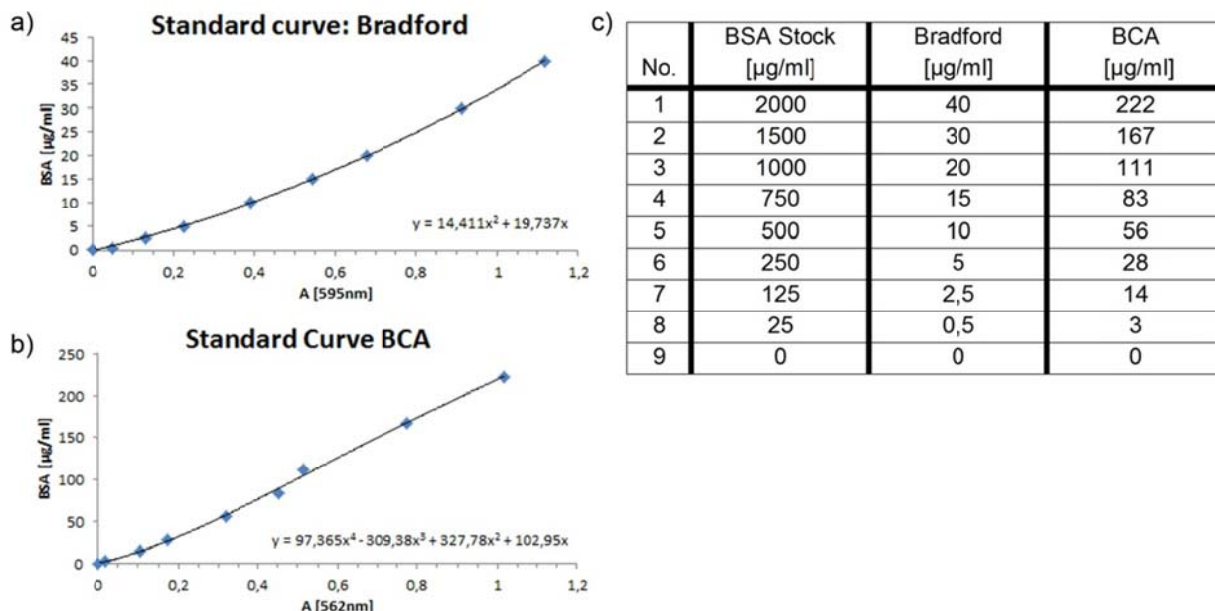 a)
Standard curve: Bradford
45
40
35
30
25
20
15
10
5
0
BSA [µg/ml]
y = 14,411x² + 19,737x
0 0,2 0,4 0,6 0,8 1 1,2
A [595nm]
b)
Standard Curve BCA
250
200
150
100
50
0
BSA [µg/ml]
y = 97,365x⁴ - 309,38x³ + 327,78x² + 102,95x
0 0,2 0,4 0,6 0,8 1 1,2
A [562nm]
c)
BSA Stock Bradford BCA
No. [µg/ml] [µg/ml] [µg/ml]
1 2000 40 222
2 1500 30 167
3 1000 20 111
4 750 15 83
5 500 10 56
6 250 5 28
7 125 2,5 14
8 25 0,5 3
9 0 0 0